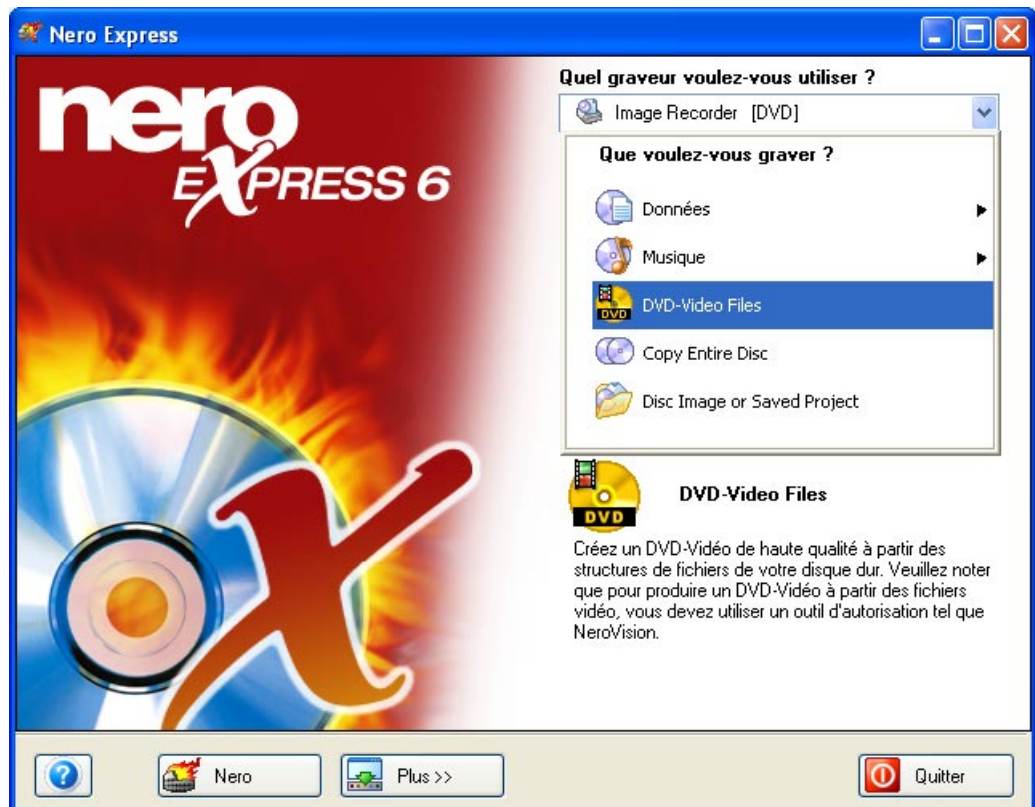 Nero Express
nero
EXPRESS 6
Quel graveur voulez-vous utiliser ?
Image Recorder [DVD]
Que voulez-vous graver ?
Données
Musique
DVD
DVD-Video Files
Copy Entire Disc
Disc Image or Saved Project
DVD
DVD-Video Files
Créez un DVD-Vidéo de haute qualité à partir des
structures de fichiers de votre disque dur. Veuillez noter
que pour produire un DVD-Vidéo à partir des fichiers
vidéo, vous devez utiliser un outil d'autorisation tel que
NeroVision.
?
Nero
Plus >>
Quitter